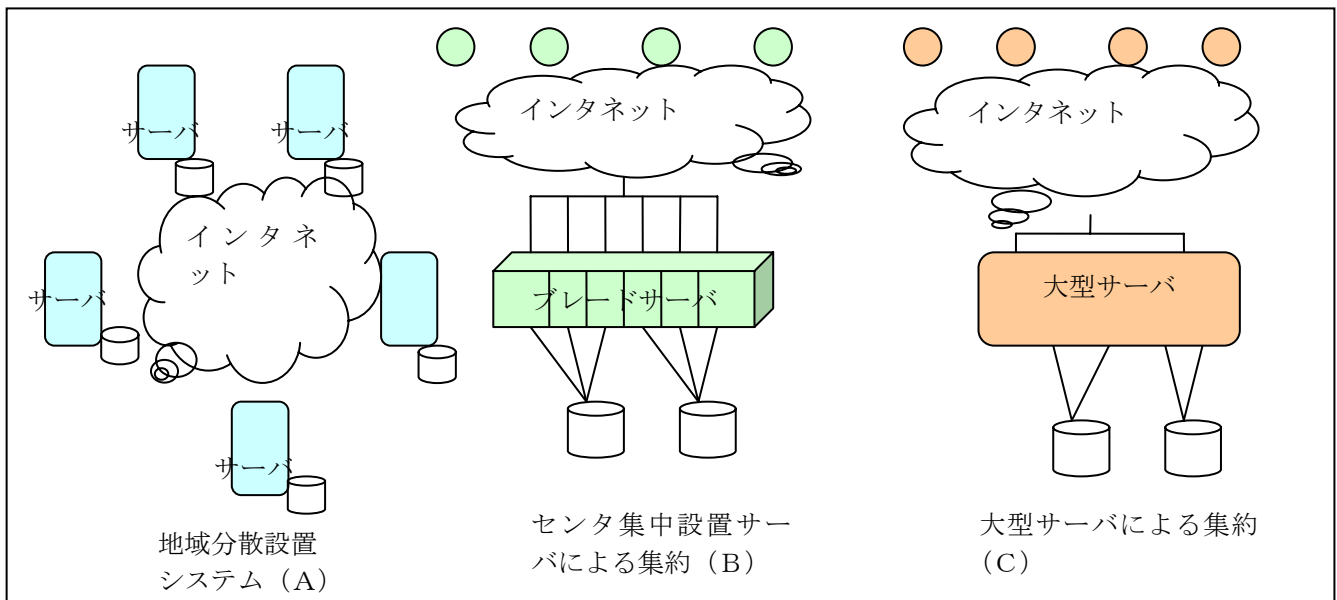 サーバ
サーバ
インタネ
ット
サーバ
サーバ
地域分散設置
システム（A）
インタネット
ブレードサーバ
センタ集中設置サー
バによる集約（B）
インタネット
大型サーバ
大型サーバによる集約
（C）